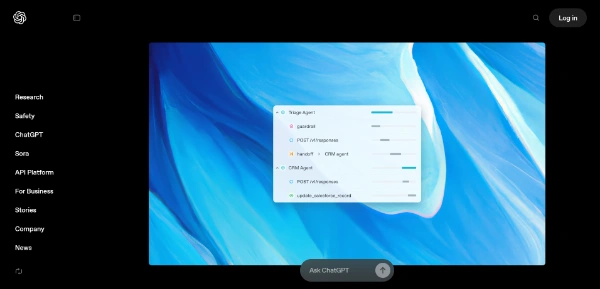 Log in
Research
Safety
ChatGPT
Sora
API Platform
For Business
Stories
Company
News
Triage Agent
guardrail
POST /v1/responses
handoff > CRM agent
CRM Agent
POST /v1/responses
update_salesforce_record
Ask ChatGPT